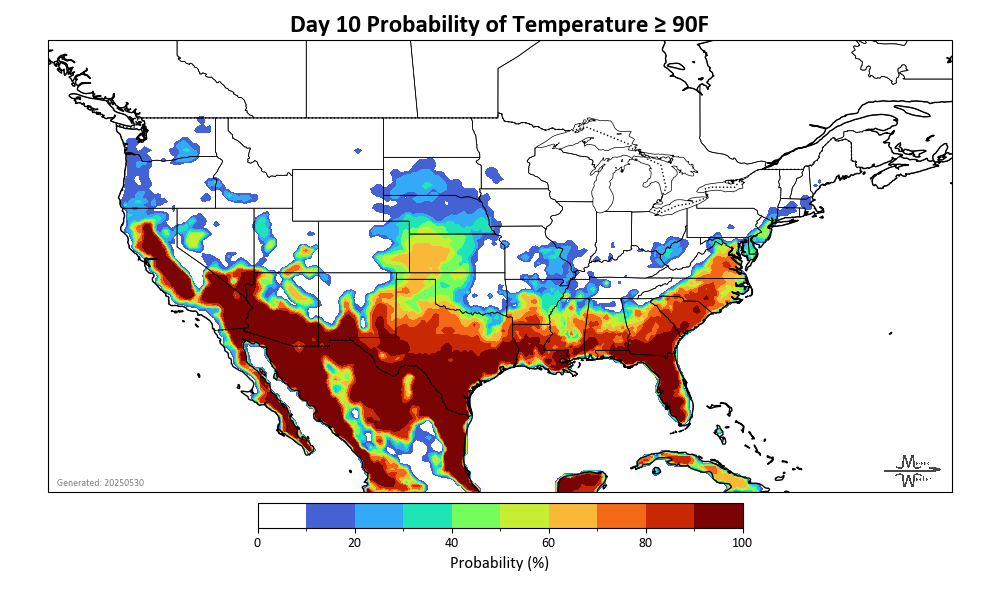 Day 10 Probability of Temperature ≥ 90F
Generated: 20250530
0 20 40 60 80 100
Probability (%)